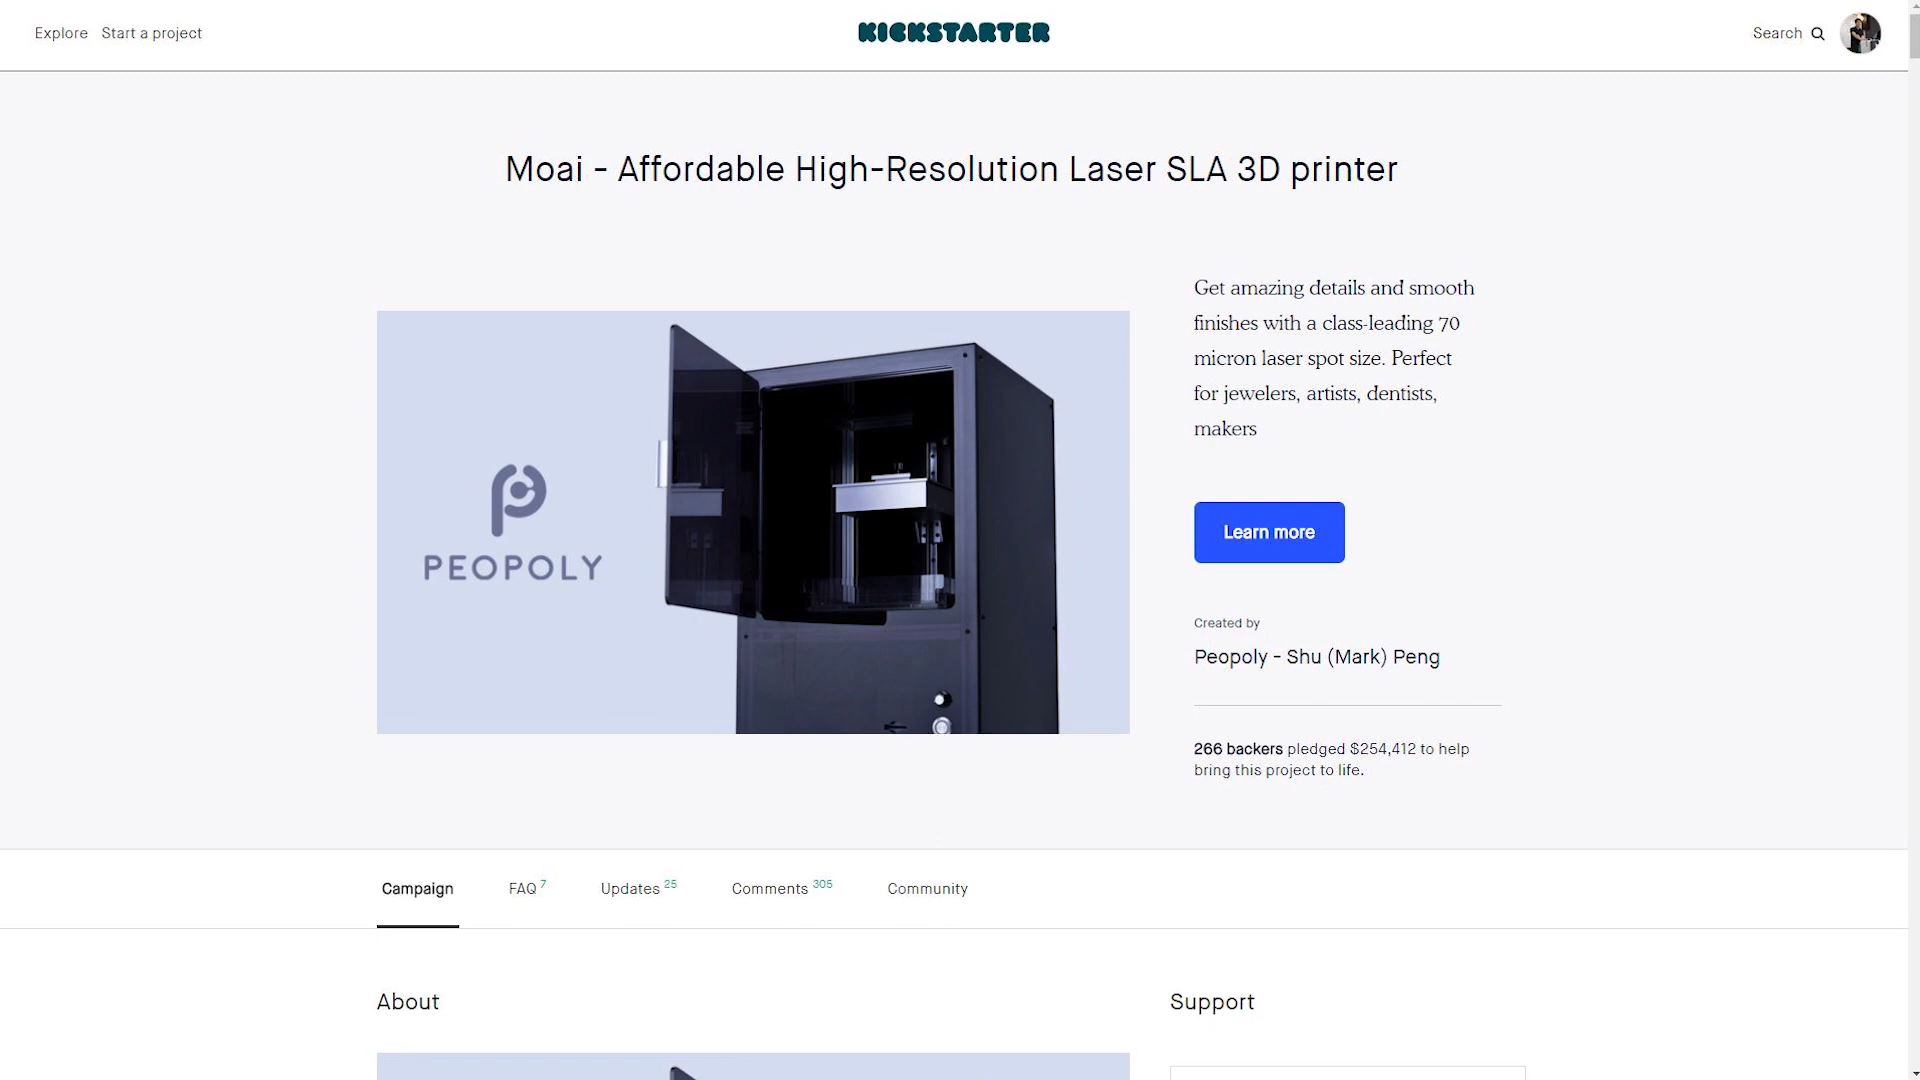 Explore Start a project
KICKSTARTER
Search
Moai - Affordable High-Resolution Laser SLA 3D printer
PEOPOLY
Get amazing details and smooth
finishes with a class-leading 70
micron laser spot size. Perfect
for jewelers, artists, dentists,
makers
Learn more
Created by
Peopoly - Shu (Mark) Peng
266 backers pledged $254,412 to help
bring this project to life.
Campaign FAQ 7 Updates 25 Comments 305 Community
About
Support